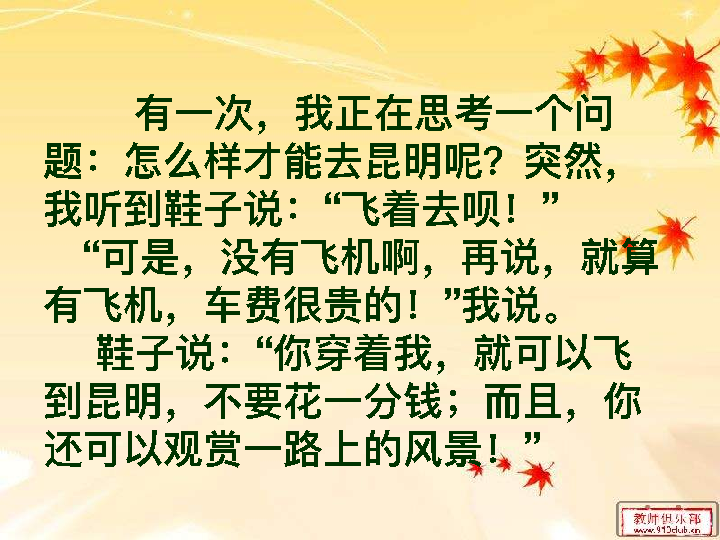 有一次，我正在思考一个问
题：怎么样才能去昆明呢？突然，
我听到鞋子说：“飞着去呗！”
“可是，没有飞机啊，再说，就算
有飞机，车费很贵的！”我说。
鞋子说：“你穿着我，就可以飞
到昆明，不要花一分钱；而且，你
还可以观赏一路上的风景！”
教师俱乐部
www.910club.cn